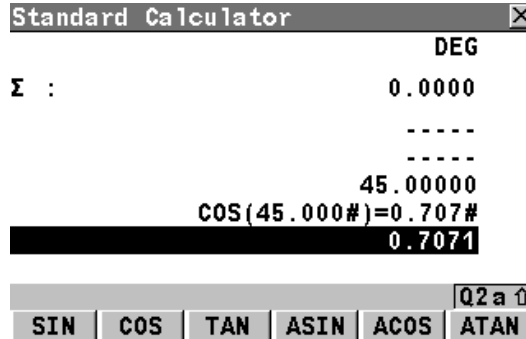 Standard Calculator X
DEG
Σ : 0.0000
-----
-----
45.00000
COS(45.000#)=0.707#
0.7071
Q2a⇧
SIN COS TAN ASIN ACOS ATAN